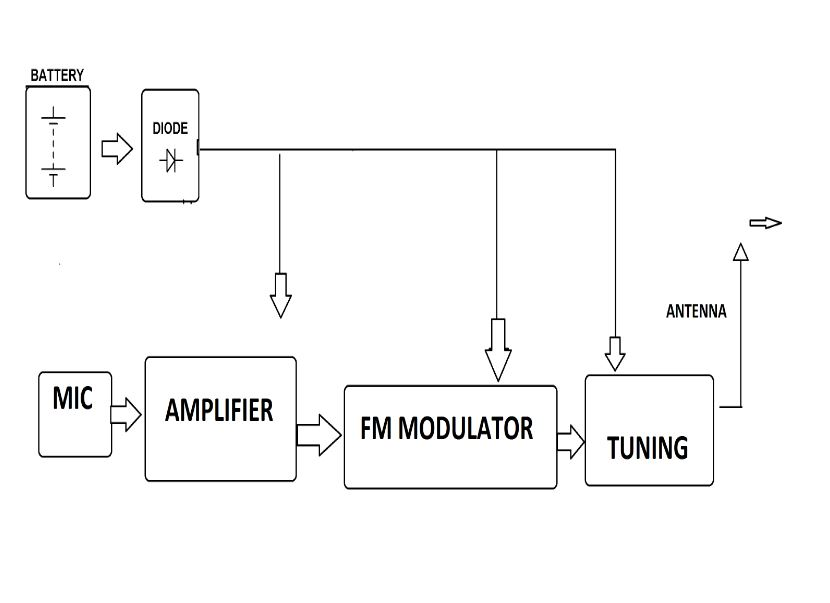 BATTERY
DIODE
ANTENNA
MIC
AMPLIFIER
FM MODULATOR
TUNING